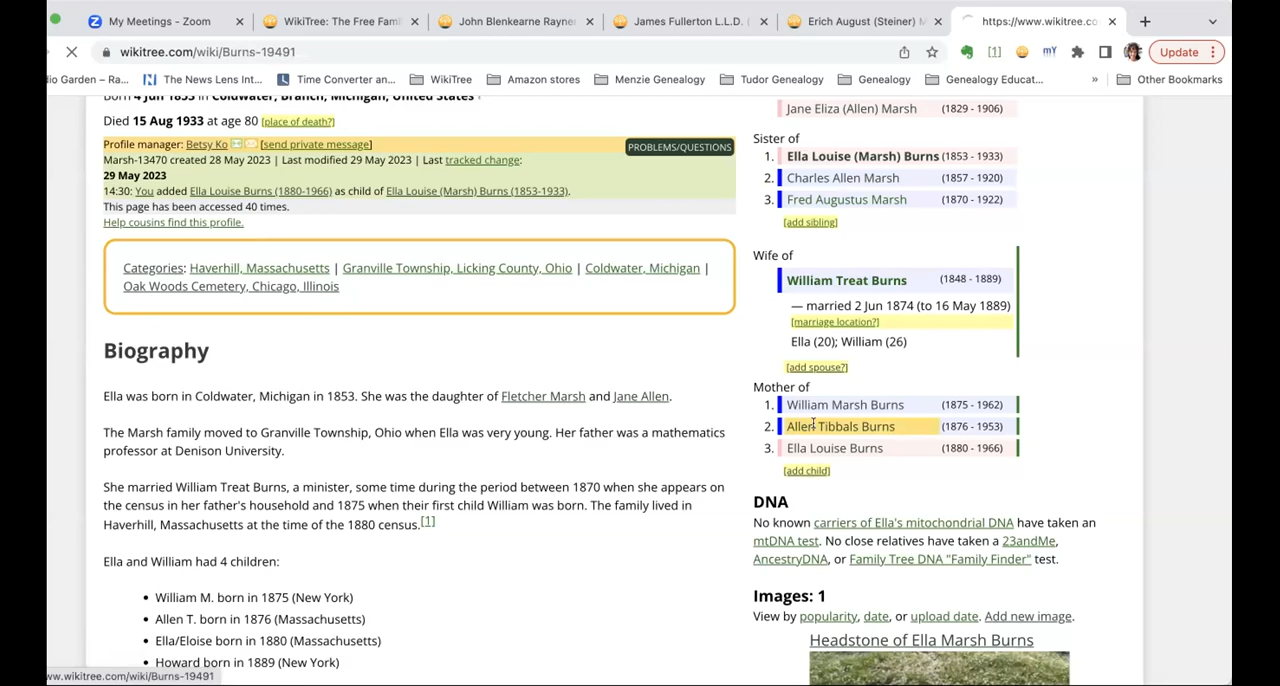 My Meetings - Zoom
WikiTree: The Free Fami
John Blenkearne Rayne
James Fullerton L.L.D.
Erich August (Steiner) M
https://www.wikitree.co
wikitree.com/wiki/Burns-19491
[1]
mY
Update
dio Garden – Ra...
The News Lens Int...
Time Converter an...
WikiTree
Amazon stores
Menzie Genealogy
Tudor Genealogy
Genealogy
Genealogy Educat...
»
Other Bookmarks
Born 4 Jun 1853 in Coldwater, Branch, Michigan, United States
Died 15 Aug 1933 at age 80 [place of death?]
Profile manager: Betsy Ko [send private message]
PROBLEMS/QUESTIONS
Marsh-13470 created 28 May 2023 | Last modified 29 May 2023 | Last tracked change:
29 May 2023
14:30: You added Ella Louise Burns (1880-1966) as child of Ella Louise (Marsh) Burns (1853-1933).
This page has been accessed 40 times.
Help cousins find this profile.
Categories: Haverhill, Massachusetts | Granville Township, Licking County, Ohio | Coldwater, Michigan |
Oak Woods Cemetery, Chicago, Illinois
Biography
Ella was born in Coldwater, Michigan in 1853. She was the daughter of Fletcher Marsh and Jane Allen.
The Marsh family moved to Granville Township, Ohio when Ella was very young. Her father was a mathematics
professor at Denison University.
She married William Treat Burns, a minister, some time during the period between 1870 when she appears on
the census in her father's household and 1875 when their first child William was born. The family lived in
Haverhill, Massachusetts at the time of the 1880 census.[1]
Ella and William had 4 children:
• William M. born in 1875 (New York)
• Allen T. born in 1876 (Massachusetts)
• Ella/Eloise born in 1880 (Massachusetts)
• Howard born in 1889 (New York)
Jane Eliza (Allen) Marsh (1829 - 1906)
Sister of
1. Ella Louise (Marsh) Burns (1853 - 1933)
2. Charles Allen Marsh (1857 - 1920)
3. Fred Augustus Marsh (1870 - 1922)
[add sibling]
Wife of
William Treat Burns (1848 - 1889)
— married 2 Jun 1874 (to 16 May 1889)
[marriage location?]
Ella (20); William (26)
[add spouse?]
Mother of
1. William Marsh Burns (1875 - 1962)
2. Allen Tibbals Burns (1876 - 1953)
3. Ella Louise Burns (1880 - 1966)
[add child]
DNA
No known carriers of Ella's mitochondrial DNA have taken an
mtDNA test. No close relatives have taken a 23andMe,
AncestryDNA, or Family Tree DNA "Family Finder" test.
Images: 1
View by popularity, date, or upload date. Add new image.
Headstone of Ella Marsh Burns
ww.wikitree.com/wiki/Burns-19491